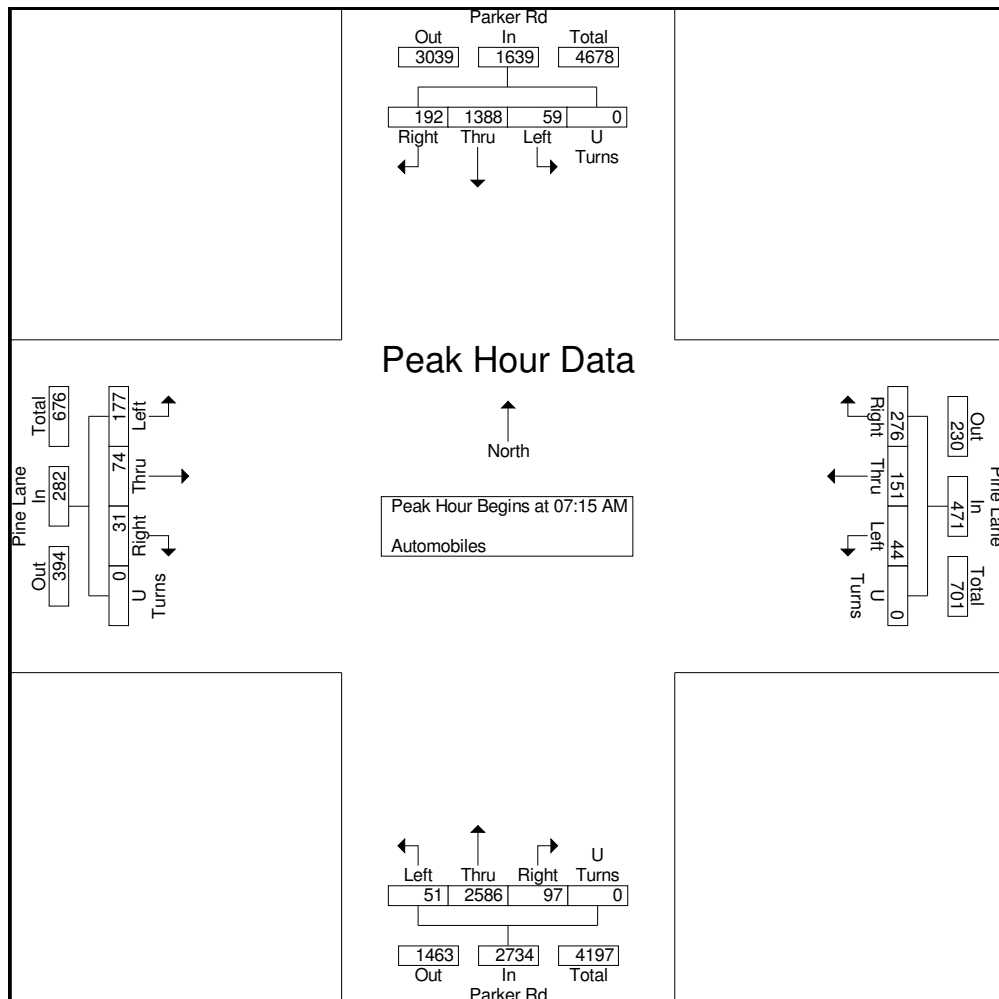 Parker Rd
Out In Total
3039 1639 4678
192 1388 59 0
Right Thru Left U
Turns
Peak Hour Data
North
Peak Hour Begins at 07:15 AM
Automobiles
Pine Lane
Total In Out
676 282 394
177 74 31 0
Left Thru Right U
Turns
Pine Lane
Out In Total
230 471 701
276 151 44 0
Right Thru Left U
Turns
U
Left Thru Right Turns
51 2586 97 0
1463 2734 4197
Out In Total
Parker Rd